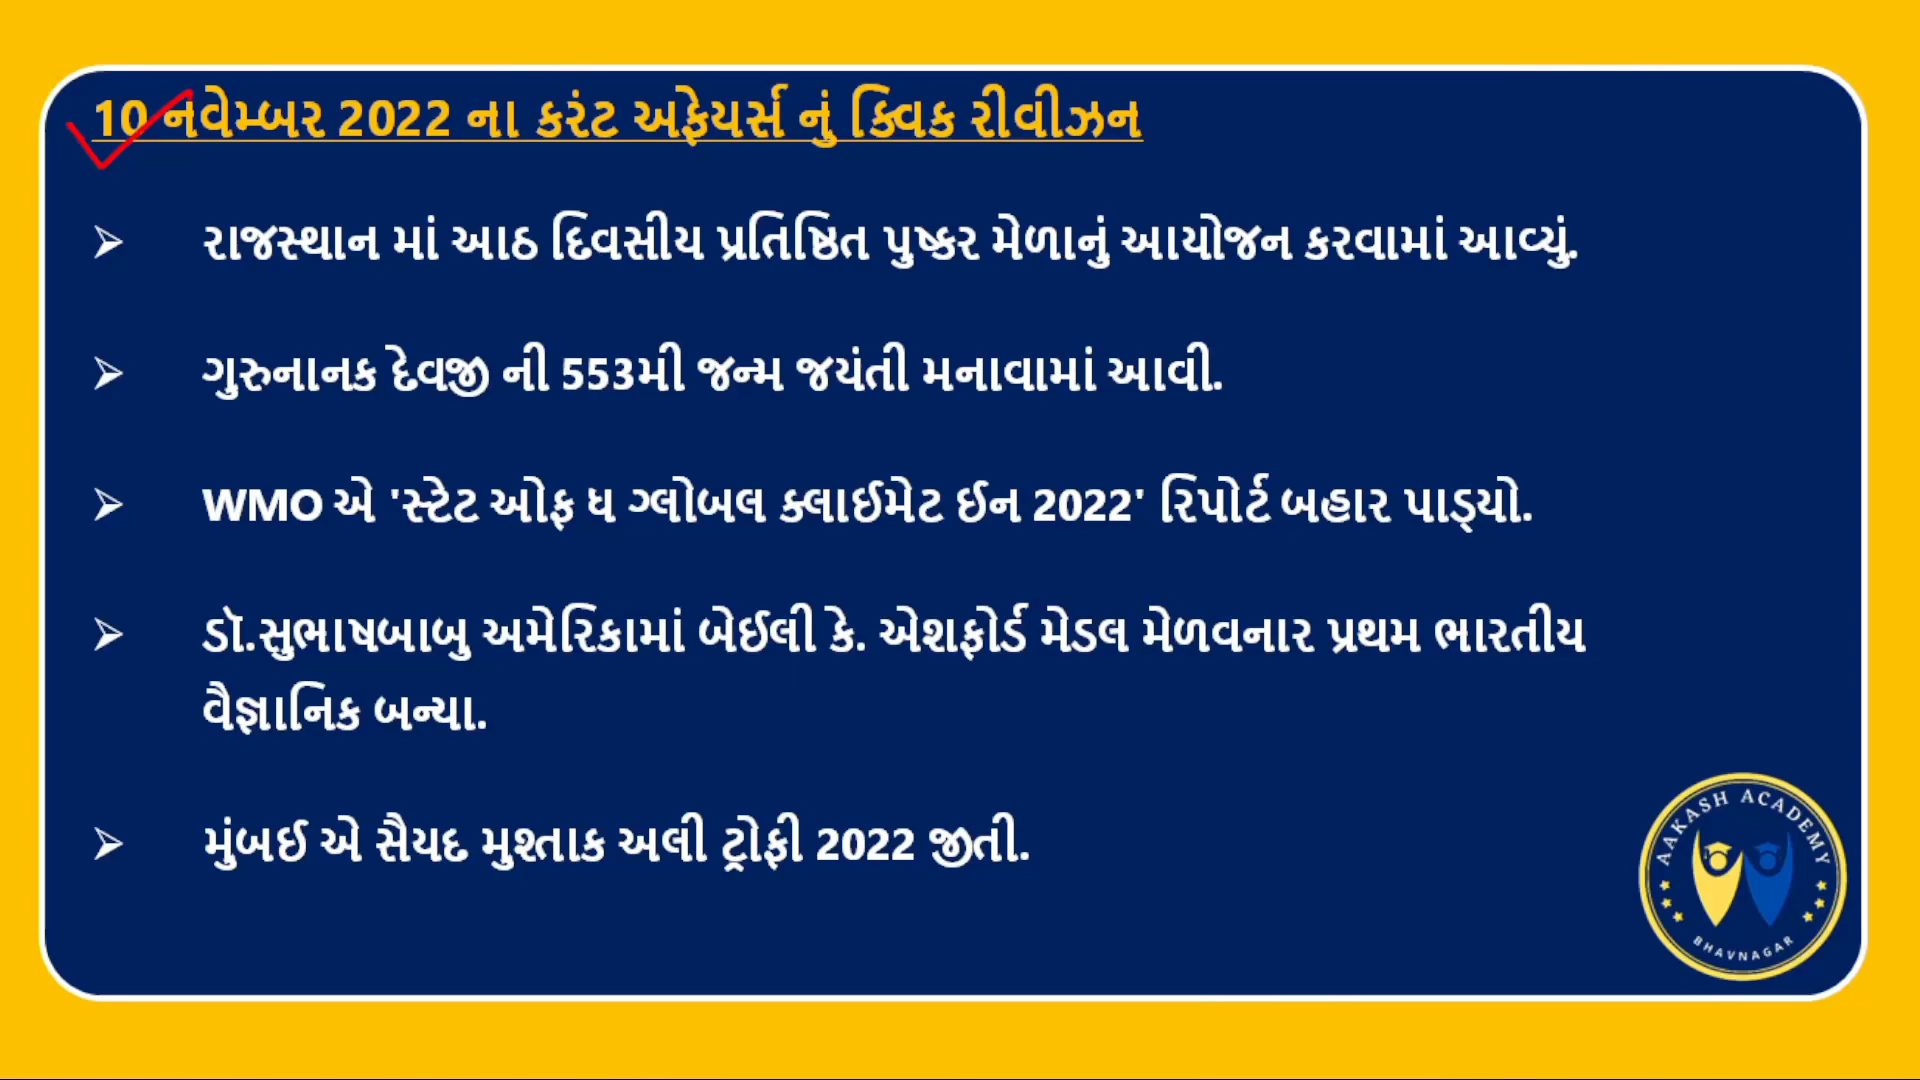 10 નવેમ્બર 2022 ના કરંટ અફેયર્સ નું ક્વિક રીવીઝન
➢ રાજસ્થાન માં આઠ દિવસીય પ્રતિષ્ઠિત પુષ્કર મેળાનું આયોજન કરવામાં આવ્યું.
➢ ગુરુનાનક દેવજી ની 553મી જન્મ જયંતી મનાવામાં આવી.
➢ WMO એ 'સ્ટેટ ઓફ ધ ગ્લોબલ ક્લાઈમેટ ઈન 2022' રિપોર્ટ બહાર પાડ્યો.
➢ ડૉ.સુભાષબાબુ અમેરિકામાં બેઈલી કે. એશફોર્ડ મેડલ મેળવનાર પ્રથમ ભારતીય
વૈજ્ઞાનિક બન્યા.
➢ મુંબઈ એ સૈયદ મુશ્તાક અલી ટ્રોફી 2022 જીતી.
AAKASH ACADEMY
BHAVNAGAR